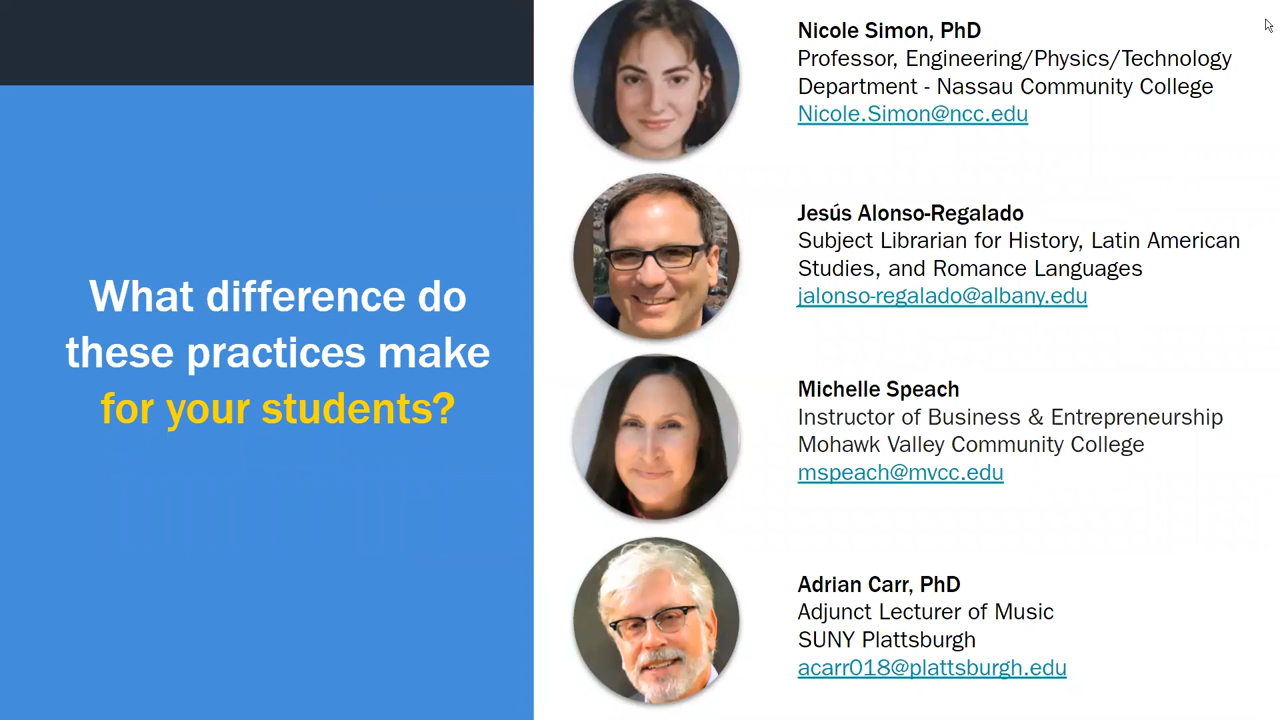 What difference do
these practices make
for your students?
Nicole Simon, PhD
Professor, Engineering/Physics/Technology
Department - Nassau Community College
Nicole.Simon@ncc.edu
Jesús Alonso-Regalado
Subject Librarian for History, Latin American
Studies, and Romance Languages
jalonso-regalado@albany.edu
Michelle Speach
Instructor of Business & Entrepreneurship
Mohawk Valley Community College
mspeach@mvcc.edu
Adrian Carr, PhD
Adjunct Lecturer of Music
SUNY Plattsburgh
acarr018@plattsburgh.edu